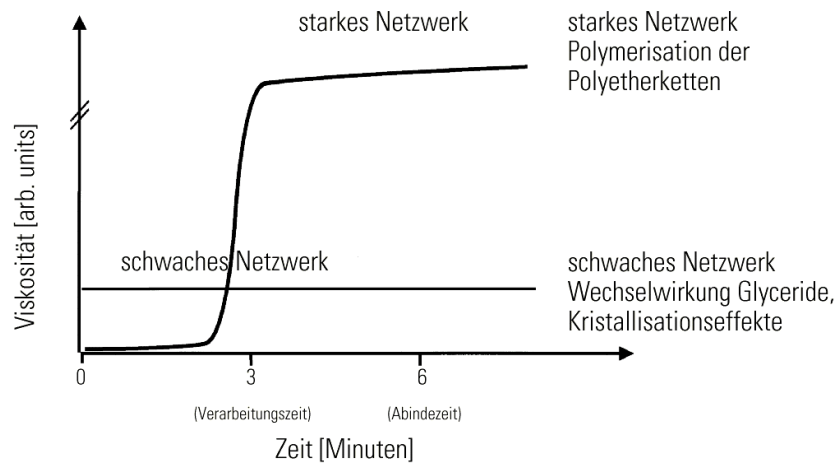 starkes Netzwerk
starkes Netzwerk
Polymerisation der
Polyetherketten
Viskosität [arb. units]
schwaches Netzwerk
schwaches Netzwerk
Wechselwirkung Glyceride,
Kristallisationseffekte
0
3
6
(Verarbeitungszeit)
(Abindezeit)
Zeit [Minuten]